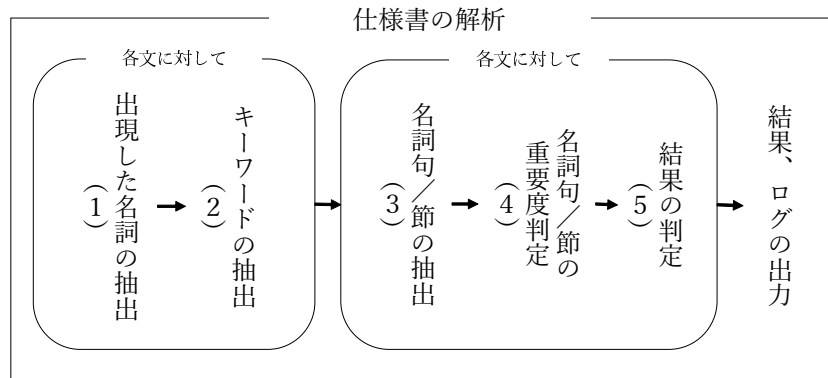 仕様書の解析
各文に対して
(1)
出現した名詞の抽出
(2)
キーワードの抽出
各文に対して
(3)
名詞句／節の抽出
(4)
名詞句／節の
重要度判定
(5)
結果の判定
結果、ログの出力